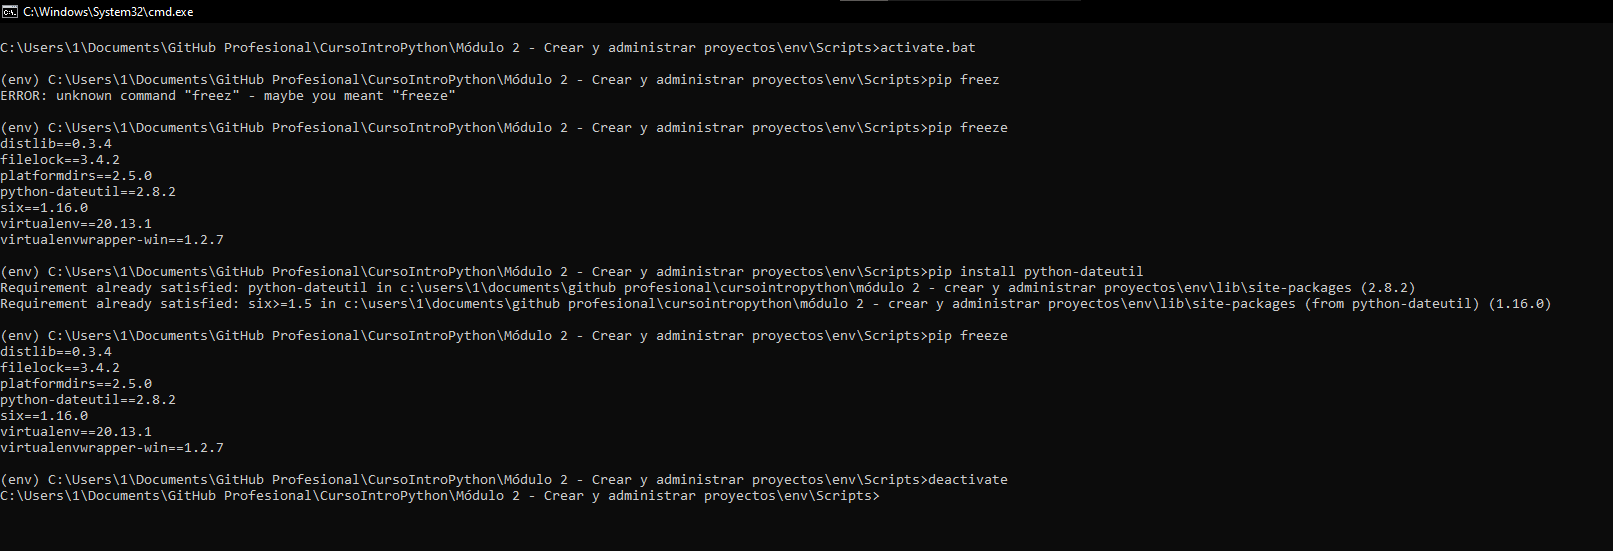 C:\Windows\System32\cmd.exe
C:\Users\1\Documents\GitHub Profesional\CursoIntroPython\Módulo 2 - Crear y administrar proyectos\env\Scripts>activate.bat
(env) C:\Users\1\Documents\GitHub Profesional\CursoIntroPython\Módulo 2 - Crear y administrar proyectos\env\Scripts>pip freez
ERROR: unknown command "freez" - maybe you meant "freeze"
(env) C:\Users\1\Documents\GitHub Profesional\CursoIntroPython\Módulo 2 - Crear y administrar proyectos\env\Scripts>pip freeze
distlib==0.3.4
filelock==3.4.2
platformdirs==2.5.0
python-dateutil==2.8.2
six==1.16.0
virtualenv==20.13.1
virtualenvwrapper-win==1.2.7
(env) C:\Users\1\Documents\GitHub Profesional\CursoIntroPython\Módulo 2 - Crear y administrar proyectos\env\Scripts>pip install python-dateutil
Requirement already satisfied: python-dateutil in c:\users\1\documents\github profesional\cursointropython\módulo 2 - crear y administrar proyectos\env\lib\site-packages (2.8.2)
Requirement already satisfied: six>=1.5 in c:\users\1\documents\github profesional\cursointropython\módulo 2 - crear y administrar proyectos\env\lib\site-packages (from python-dateutil) (1.16.0)
(env) C:\Users\1\Documents\GitHub Profesional\CursoIntroPython\Módulo 2 - Crear y administrar proyectos\env\Scripts>pip freeze
distlib==0.3.4
filelock==3.4.2
platformdirs==2.5.0
python-dateutil==2.8.2
six==1.16.0
virtualenv==20.13.1
virtualenvwrapper-win==1.2.7
(env) C:\Users\1\Documents\GitHub Profesional\CursoIntroPython\Módulo 2 - Crear y administrar proyectos\env\Scripts>deactivate
C:\Users\1\Documents\GitHub Profesional\CursoIntroPython\Módulo 2 - Crear y administrar proyectos\env\Scripts>